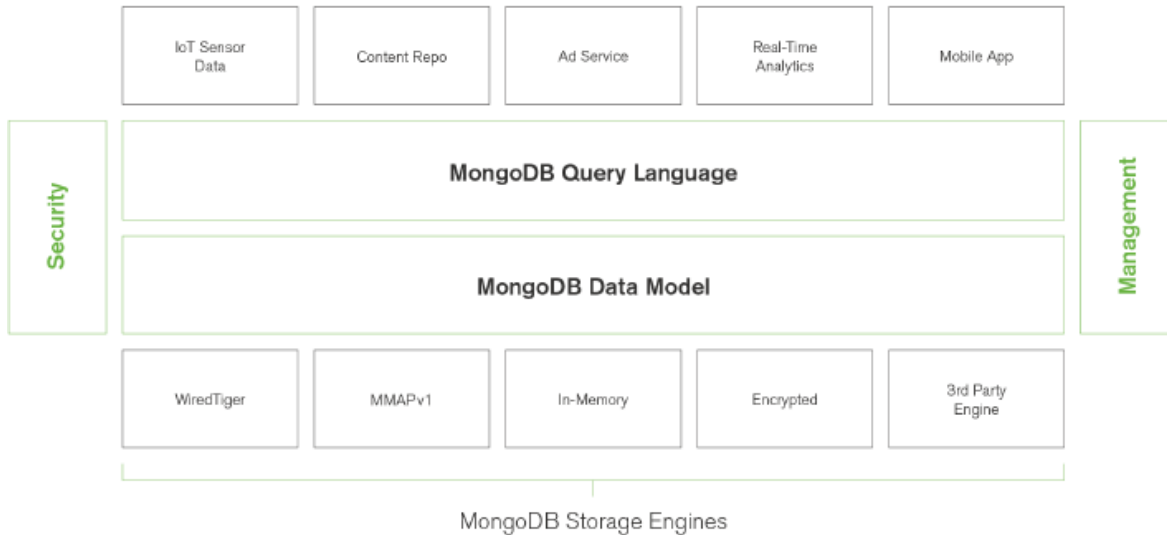 IoT Sensor
Data
Content Repo
Ad Service
Real-Time
Analytics
Mobile App
Security
MongoDB Query Language
Management
MongoDB Data Model
WiredTiger
MMAPv1
In-Memory
Encrypted
3rd Party
Engine
MongoDB Storage Engines